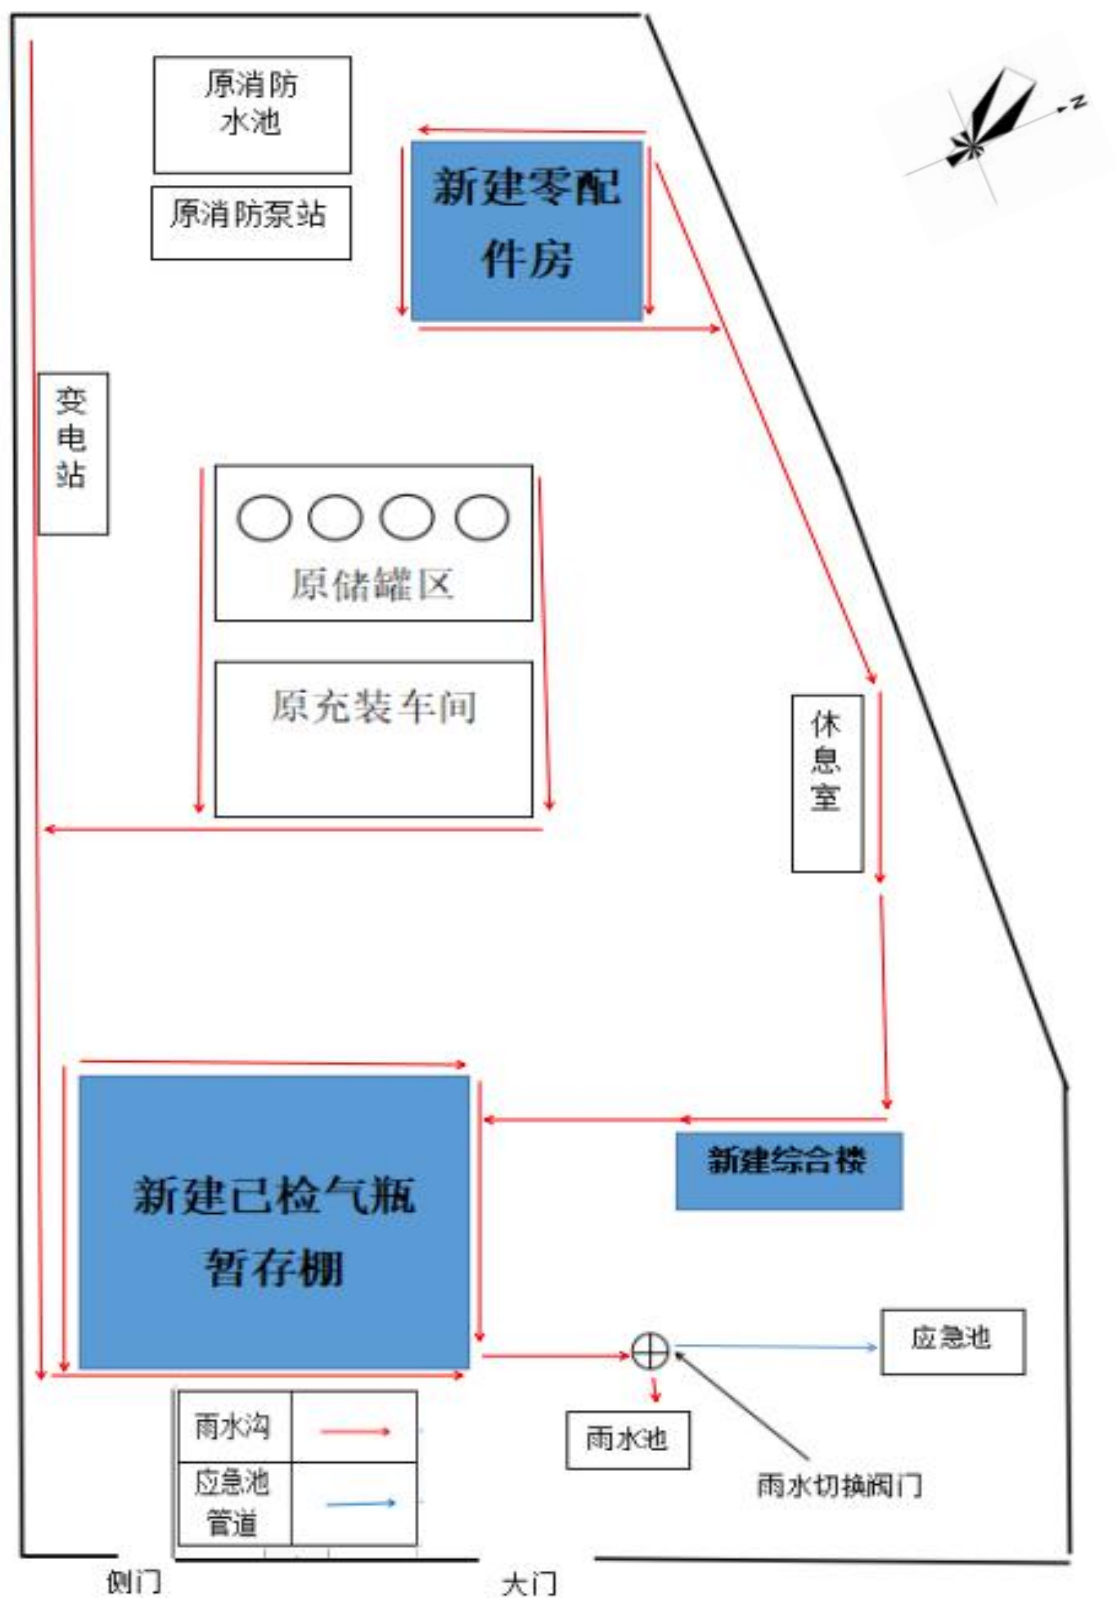 原消防
水池
N
新建零配
件房
原消防泵站
变
电
站
原储罐区
原充装车间
休
息
室
新建综合楼
新建已检气瓶
暂存棚
应急池
雨水沟
应急池
管道
雨水池
雨水切换阀门
侧门
大门